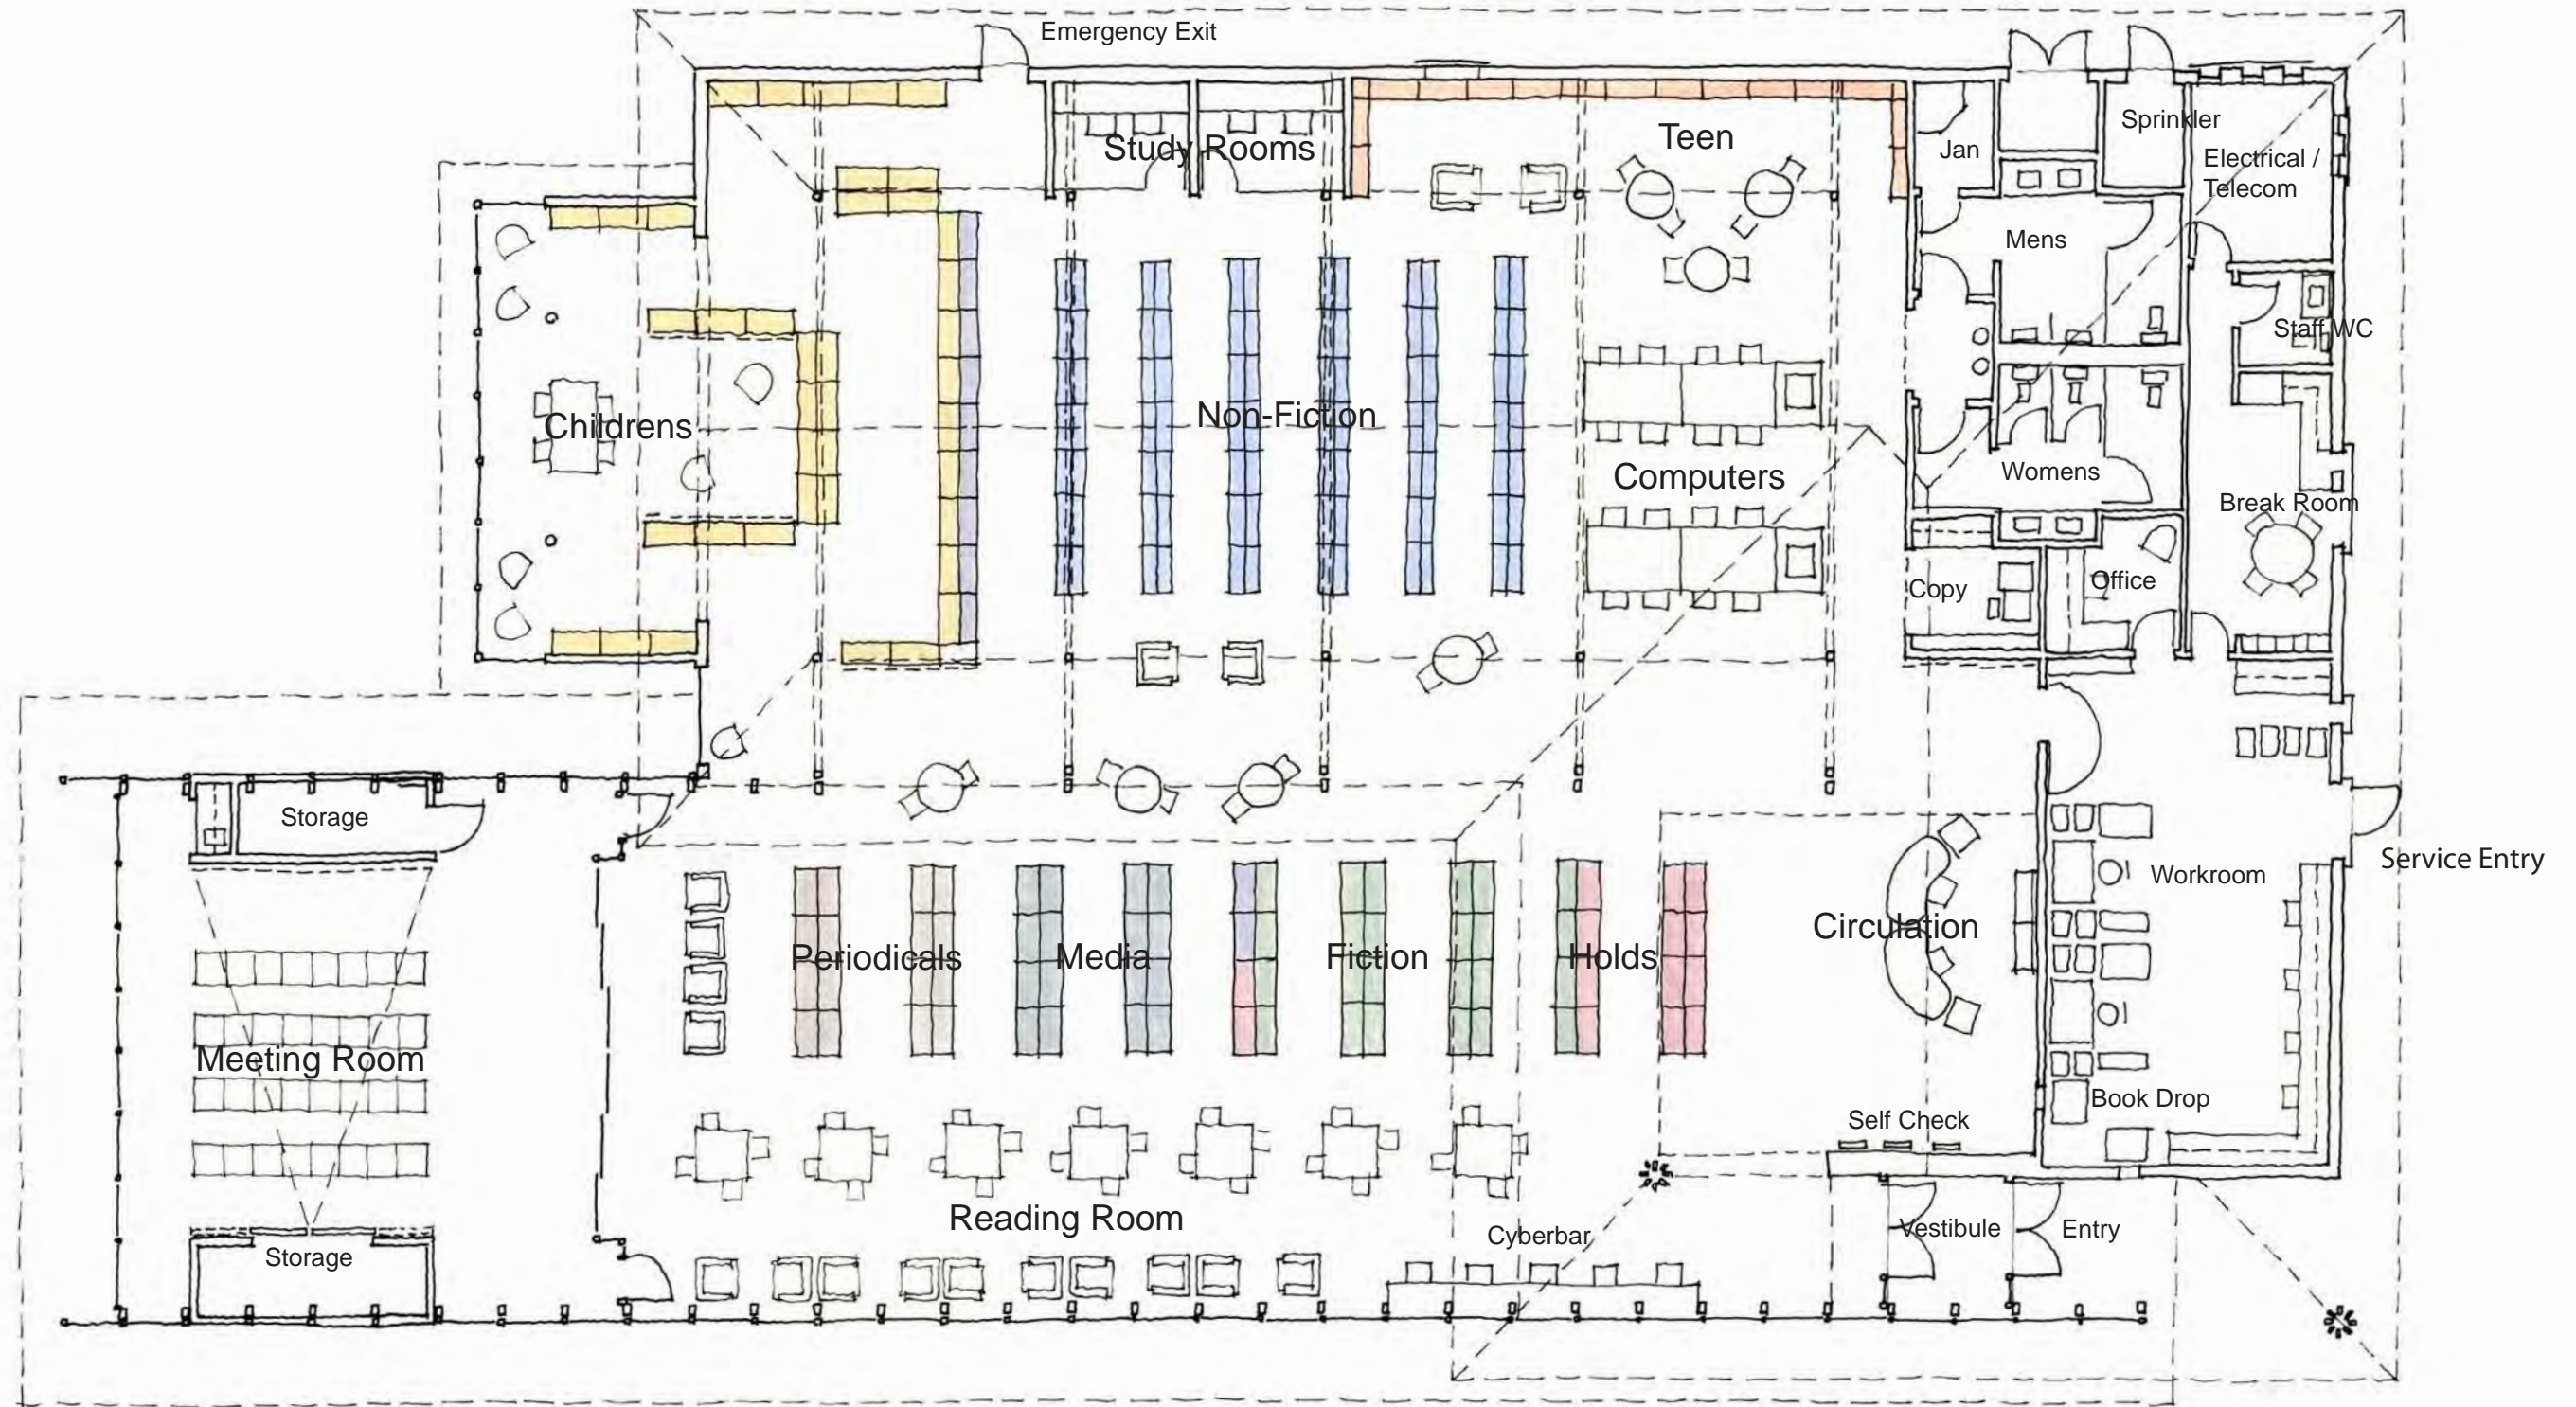 Emergency Exit
Study Rooms
Teen
Jan
Sprinkler
Electrical /
Telecom
Mens
Staff WC
Childrens
Non-Fiction
Computers
Womens
Break Room
Copy
Office
Storage
Service Entry
Workroom
Circulation
Periodicals
Media
Fiction
Holds
Meeting Room
Book Drop
Self Check
Reading Room
Cyberbar
Vestibule
Entry
Storage